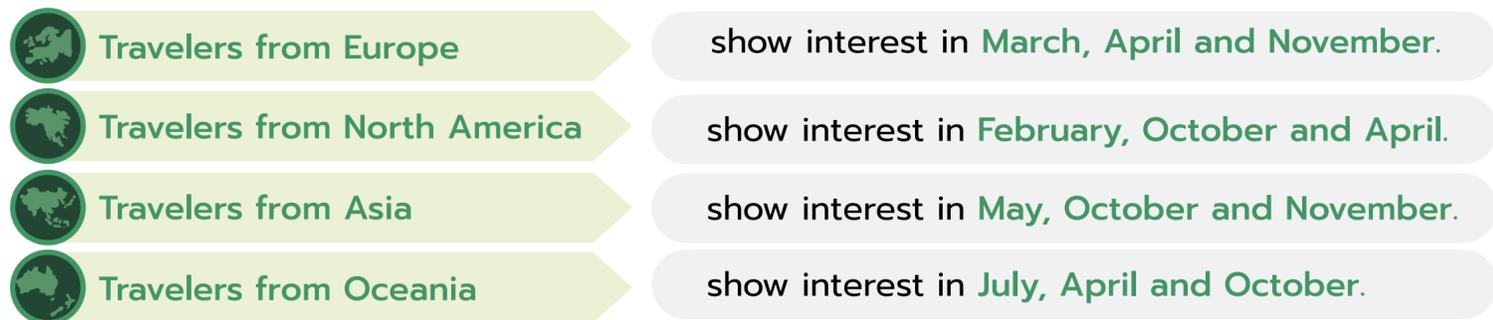 Travelers from Europe show interest in March, April and November.
Travelers from North America show interest in February, October and April.
Travelers from Asia show interest in May, October and November.
Travelers from Oceania show interest in July, April and October.